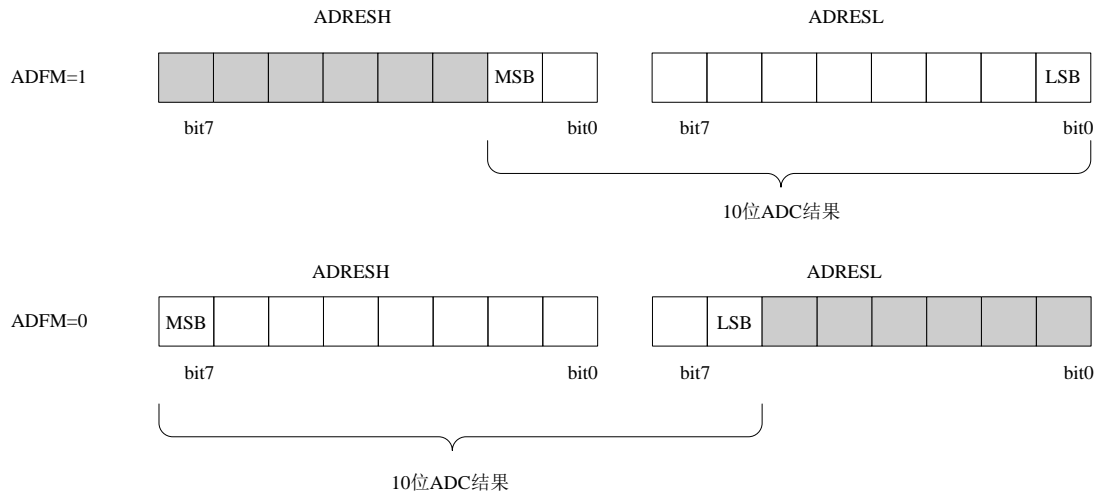 ADRESH ADRESL
ADFM=1 MSB LSB
bit7 bit0 bit7 bit0
10位ADC结果
ADRESH ADRESL
ADFM=0 MSB LSB
bit7 bit0 bit7 bit0
10位ADC结果